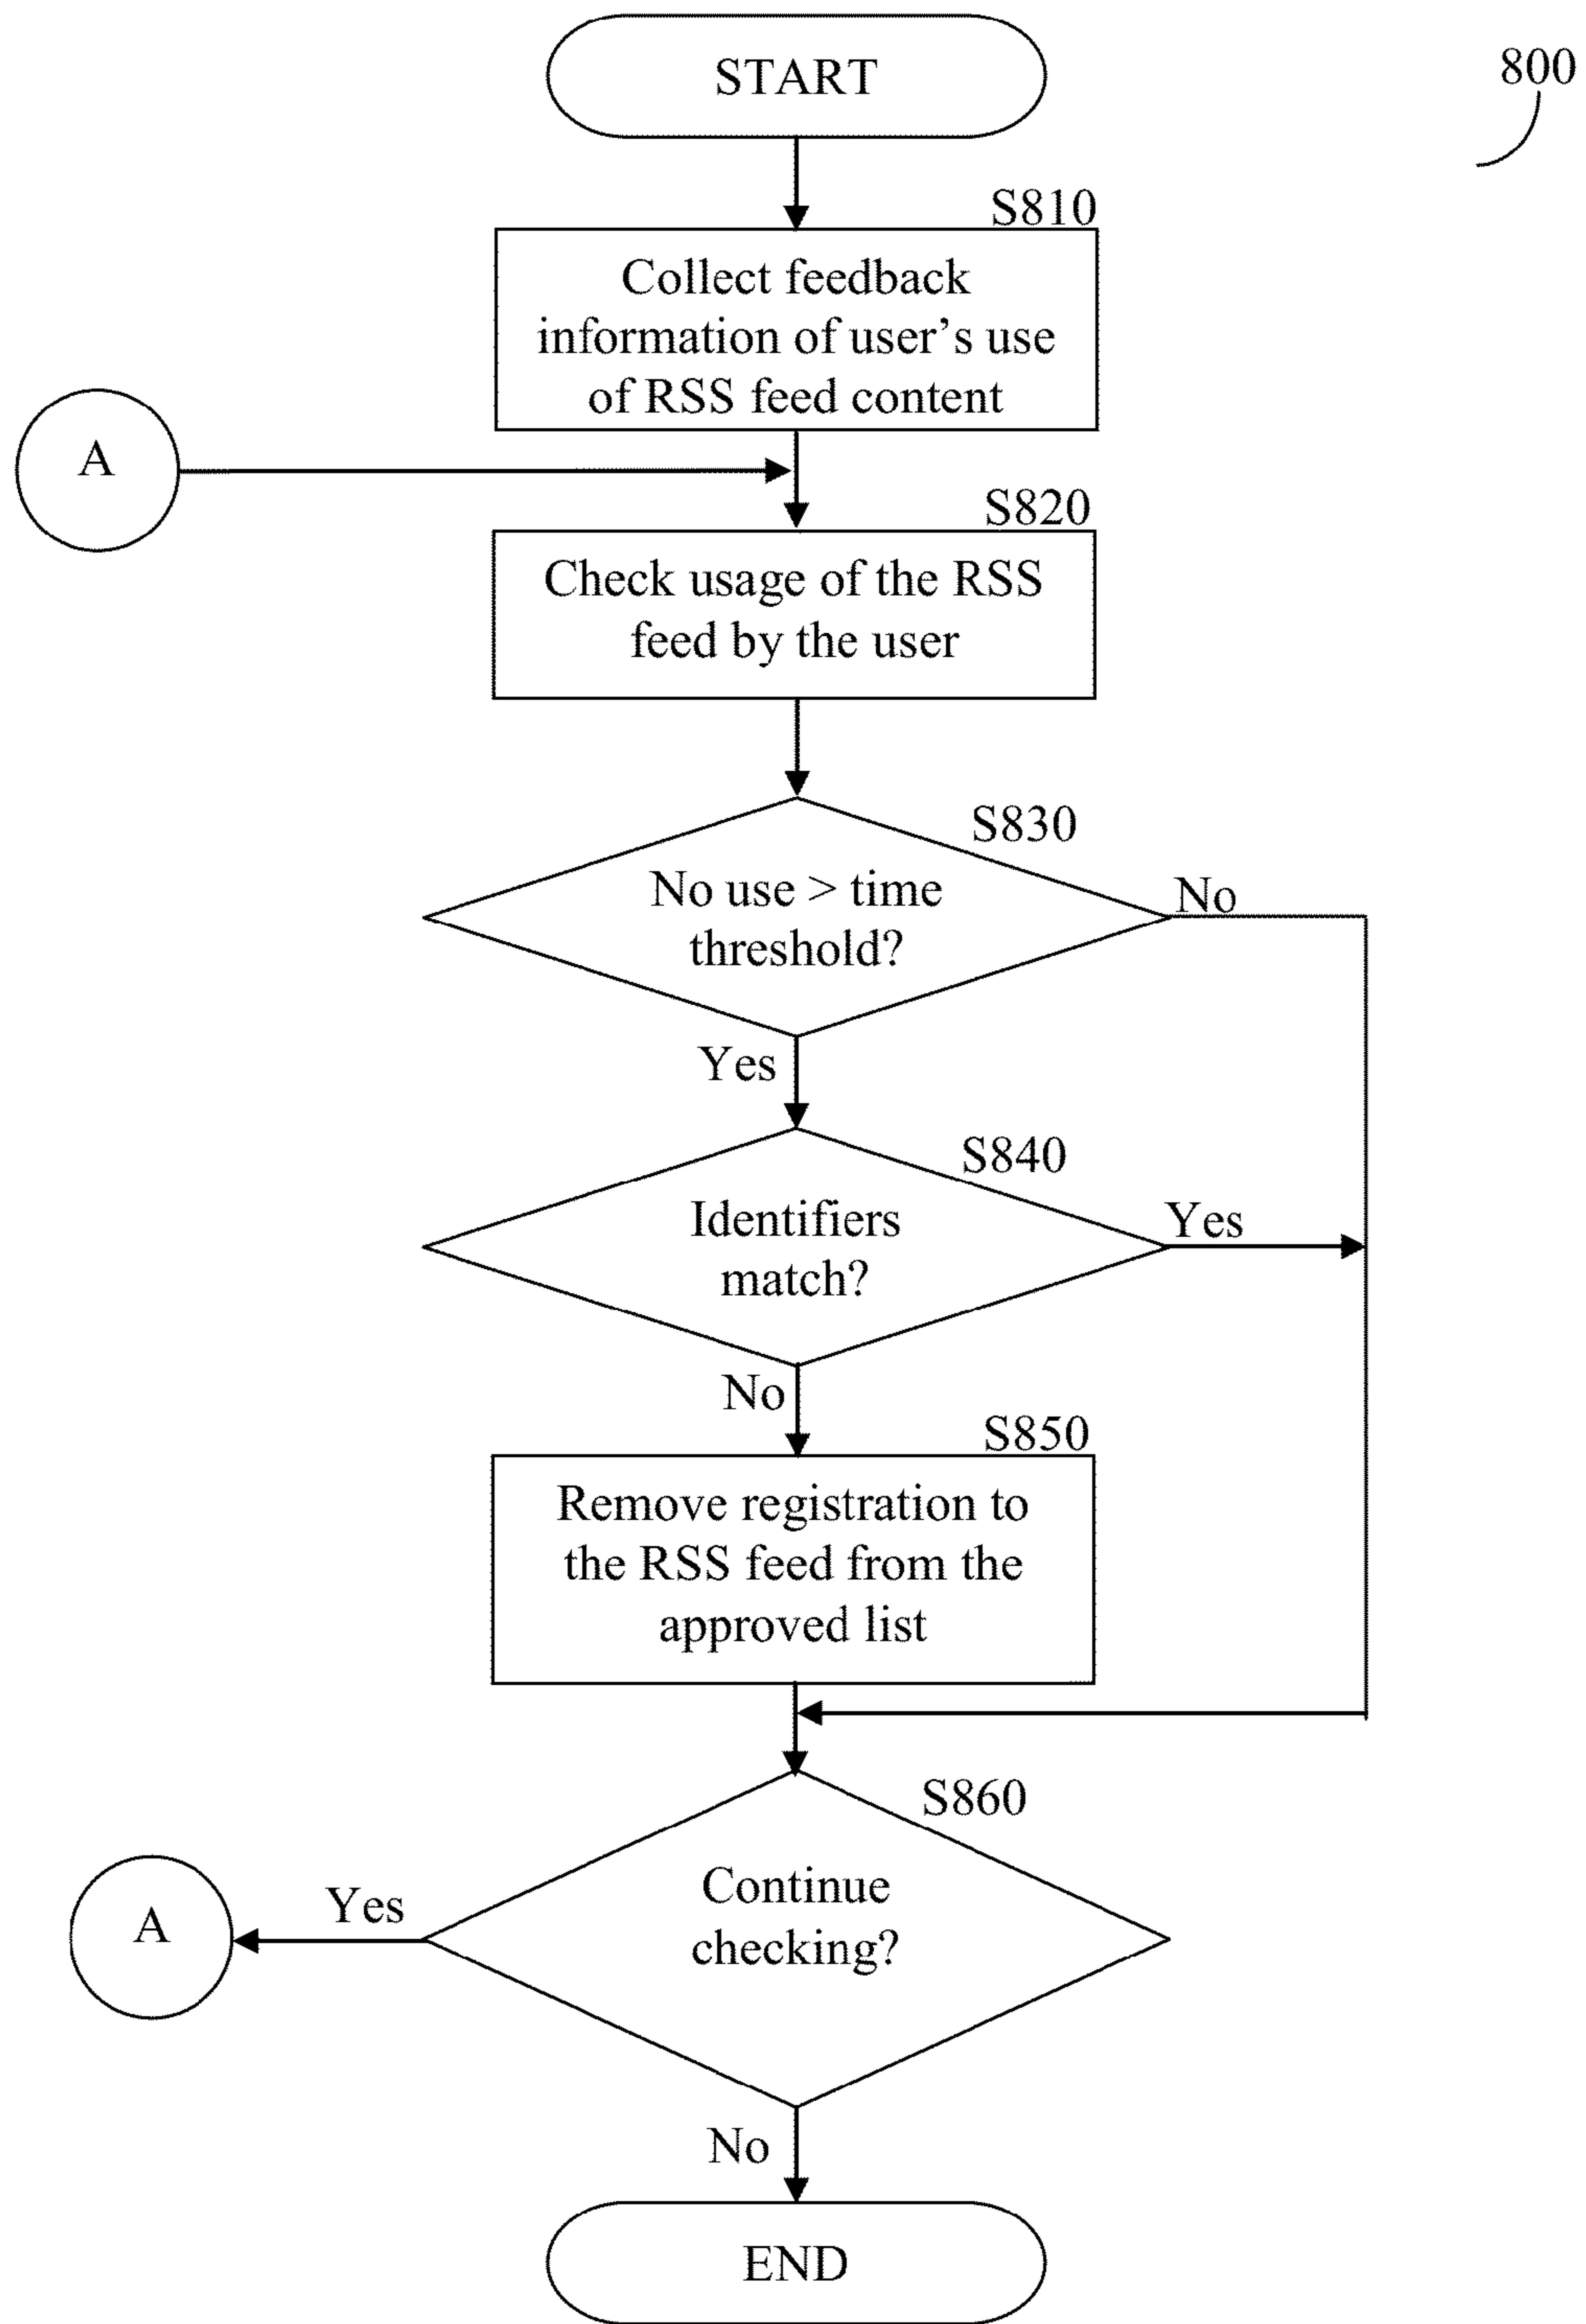 START
800
S810
Collect feedback
information of user’s use
of RSS feed content
A
S820
Check usage of the RSS
feed by the user
S830
No use > time
threshold?
No
Yes
S840
Identifiers
match?
Yes
No
S850
Remove registration to
the RSS feed from the
approved list
S860
Continue
checking?
Yes
A
No
END